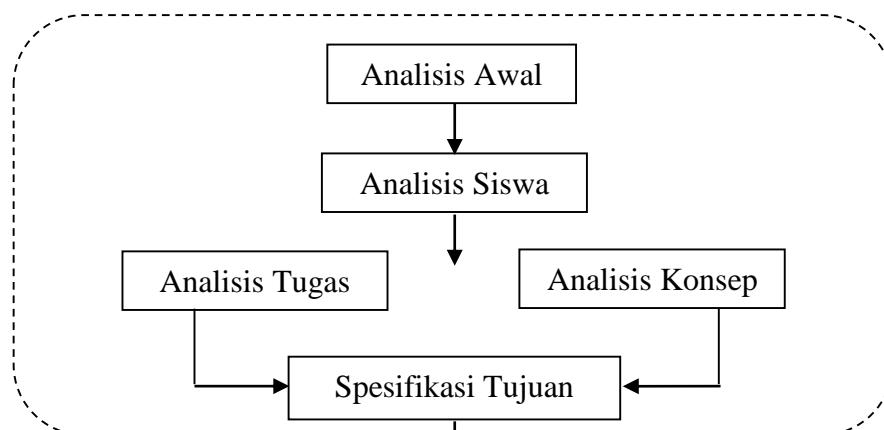 Analisis Awal
Analisis Siswa
Analisis Tugas
Analisis Konsep
Spesifikasi Tujuan